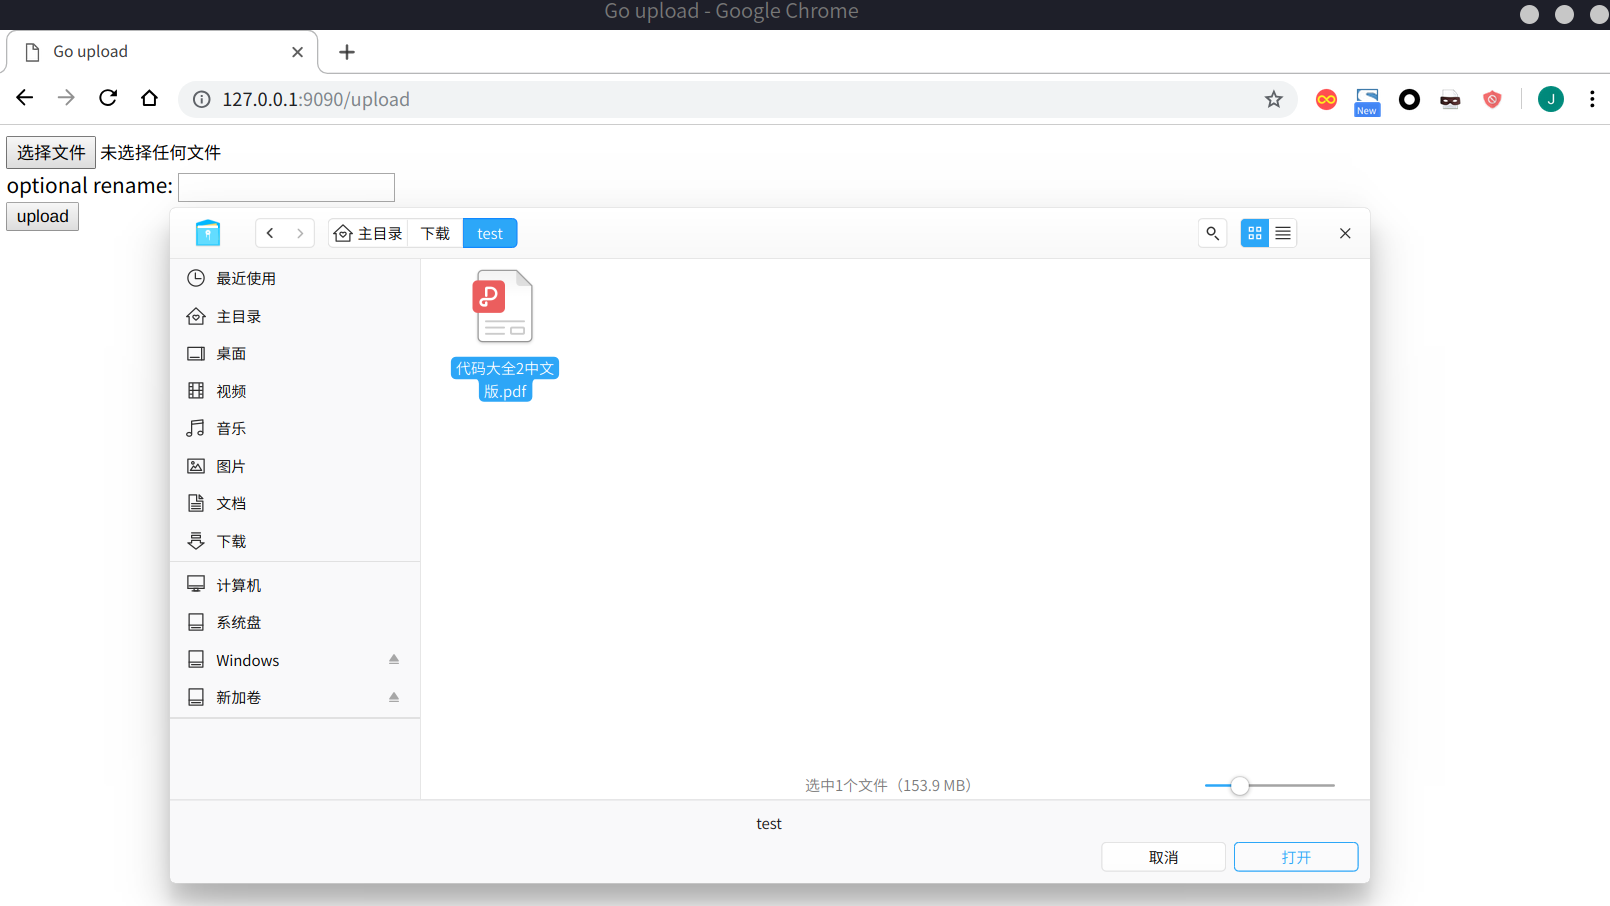 Go upload - Google Chrome
Go upload
127.0.0.1:9090/upload
New
J
选择文件 未选择任何文件
optional rename:
upload
主目录 下载 test
最近使用
主目录
桌面
视频
音乐
图片
文档
下载
计算机
系统盘
Windows
新加卷
代码大全2中文
版.pdf
选中1个文件（153.9 MB）
test
取消 打开